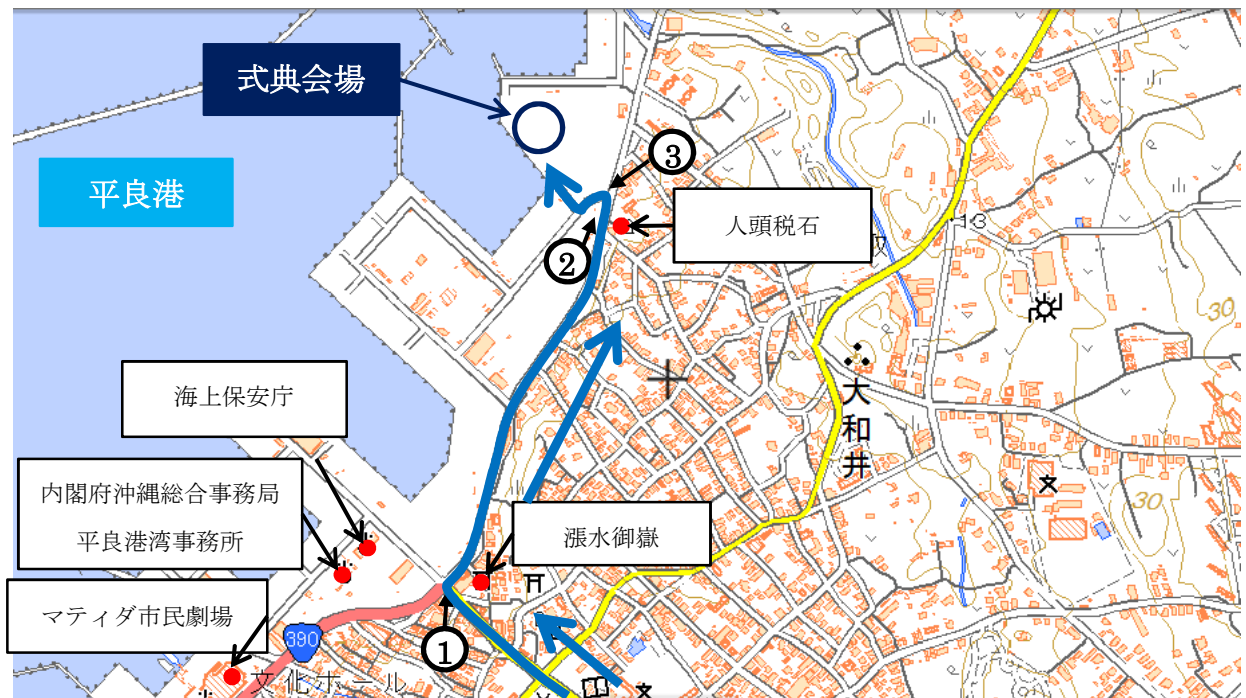 式典会場
平良港
③
人頭税石
②
13
30
海上保安庁
大和井
内閣府沖縄総合事務局
平良港湾事務所
漲水御嶽
30
マティダ市民劇場
390
①
文化ホール